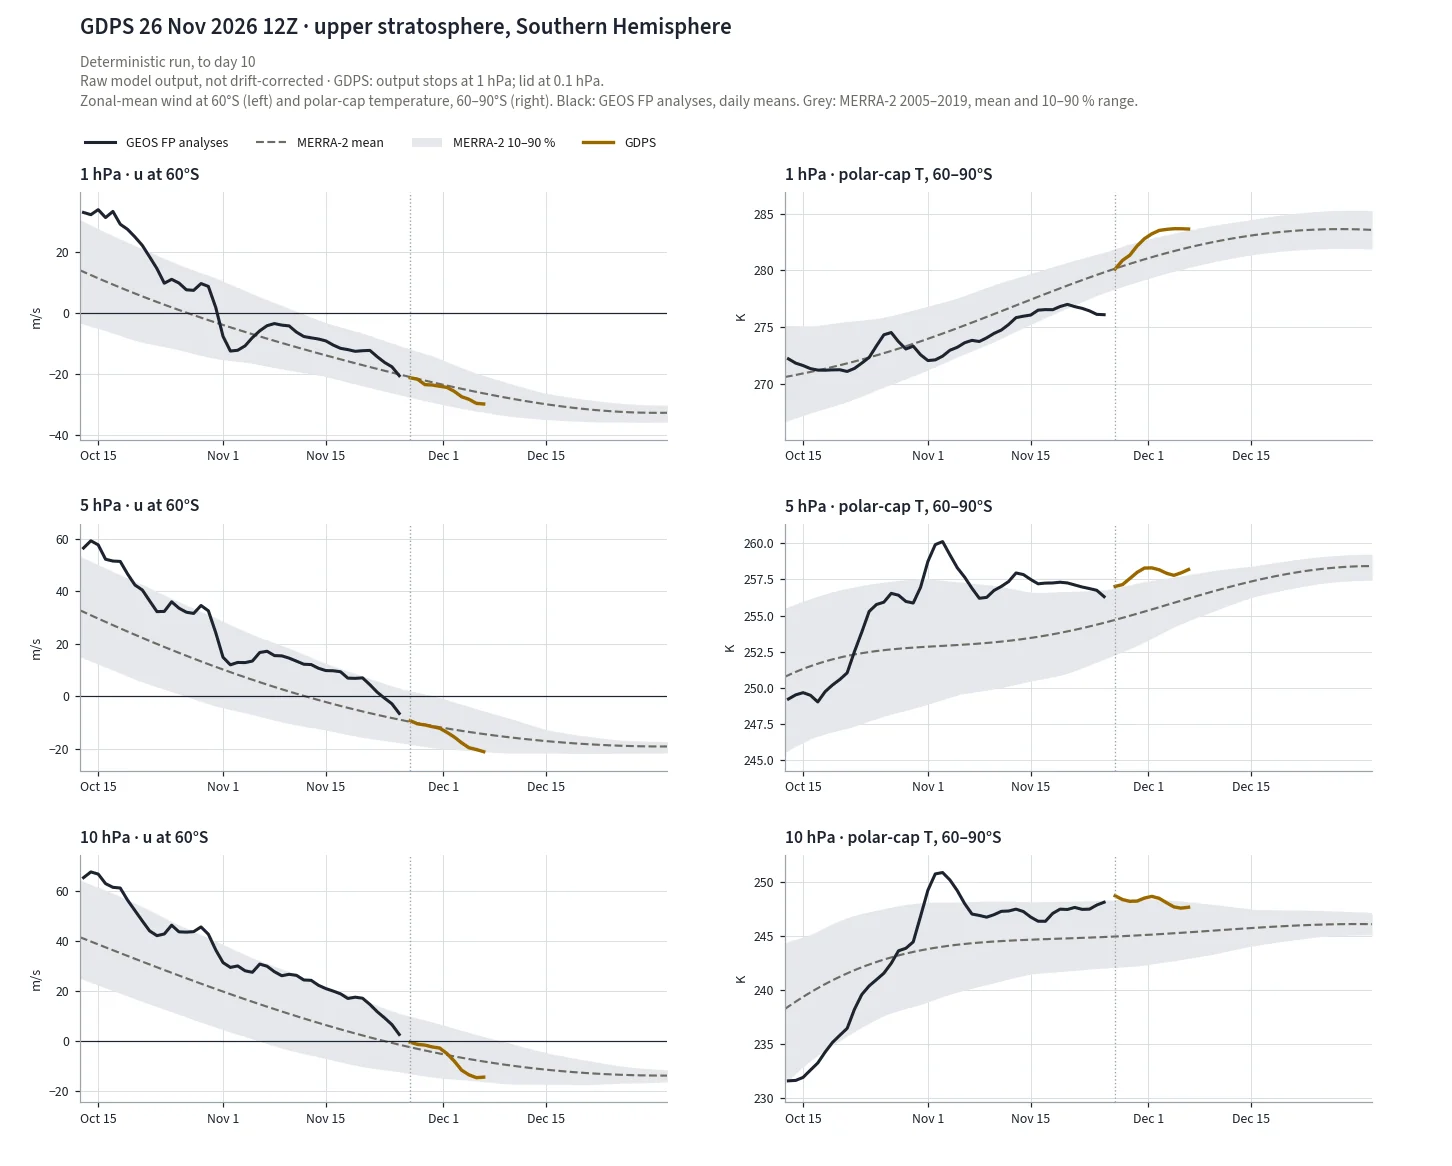 GDPS 26 Nov 2026 12Z · upper stratosphere, Southern Hemisphere
Deterministic run, to day 10
Raw model output, not drift-corrected · GDPS: output stops at 1 hPa; lid at 0.1 hPa.
Zonal-mean wind at 60°S (left) and polar-cap temperature, 60–90°S (right). Black: GEOS FP analyses, daily means. Grey: MERRA-2 2005–2019, mean and 10–90 % range.
GEOS FP analyses MERRA-2 mean MERRA-2 10–90 % GDPS
1 hPa · u at 60°S
m/s
20
0
−20
−40
Oct 15 Nov 1 Nov 15 Dec 1 Dec 15
1 hPa · polar-cap T, 60–90°S
K
285
280
275
270
Oct 15 Nov 1 Nov 15 Dec 1 Dec 15
5 hPa · u at 60°S
m/s
60
40
20
0
−20
Oct 15 Nov 1 Nov 15 Dec 1 Dec 15
5 hPa · polar-cap T, 60–90°S
K
260.0
257.5
255.0
252.5
250.0
247.5
245.0
Oct 15 Nov 1 Nov 15 Dec 1 Dec 15
10 hPa · u at 60°S
m/s
60
40
20
0
−20
Oct 15 Nov 1 Nov 15 Dec 1 Dec 15
10 hPa · polar-cap T, 60–90°S
K
250
245
240
235
230
Oct 15 Nov 1 Nov 15 Dec 1 Dec 15